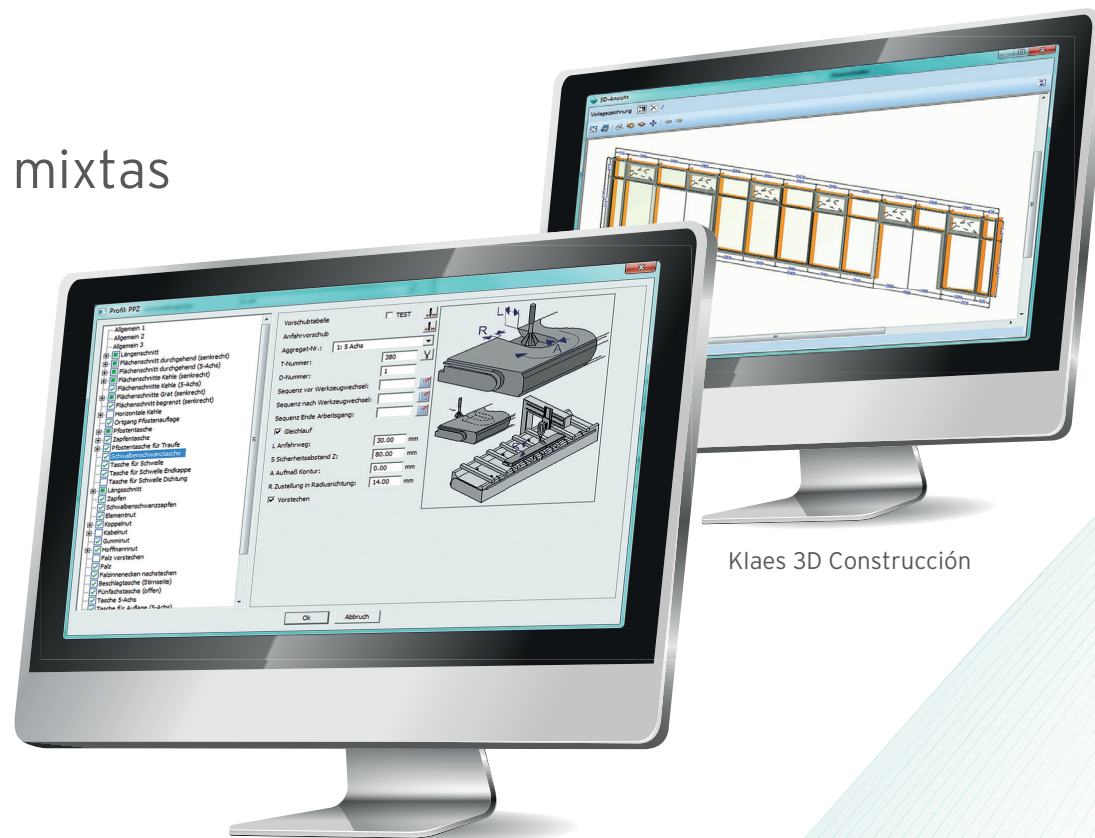 mixtas
3D-Ansicht
Vorlagezeichnung
Profil: PPZ
Allgemein 1
Allgemein 2
Allgemein 3
Längenschnitt
Flächenschnitt durchgehend (senkrecht)
Flächenschnitt durchgehend (5-Achs)
Flächenschnitte Kehle (senkrecht)
Flächenschnitte Kehle (5-Achs)
Flächenschnitte Grat (senkrecht)
Flächenschnitt begrenzt (senkrecht)
Horizontale Kehle
Ortgang Pfostenauflage
Pfostentasche
Zapfentasche
Pfostentasche für Traufe
Schwalbenschwanztasche
Tasche für Schwelle
Tasche für Schwelle Endkappe
Tasche für Schwelle Dichtung
Längsschnitt
Zapfen
Schwalbenschwanzzapfen
Elementnut
Koppelnut
Kabelnut
Gumminut
Hoffmannnut
Falz vorstechen
Falz
Falzinnenecken nachstechen
Beschlagtasche (Stirnseite)
Fünfachstasche (offen)
Tasche 5-Achs
Tasche für Auflage (5-Achs)
Vorschubtabelle TEST
Anfahrvorschub
Aggregat-Nr.: 1: 5 Achs
T-Nummer: 380
D-Nummer: 1
Sequenz vor Werkzeugwechsel:
Sequenz nach Werkzeugwechsel:
Sequenz Ende Arbeitsgang:
Gleichlauf
L Anfahrweg: 30.00 mm
S Sicherheitsabstand Z: 80.00 mm
A Aufmaß Kontur: 0.00 mm
R Zustellung in Radiusrichtung: 14.00 mm
Vorstechen
L
R
A
Ok Abbruch
Klaes 3D Construcción